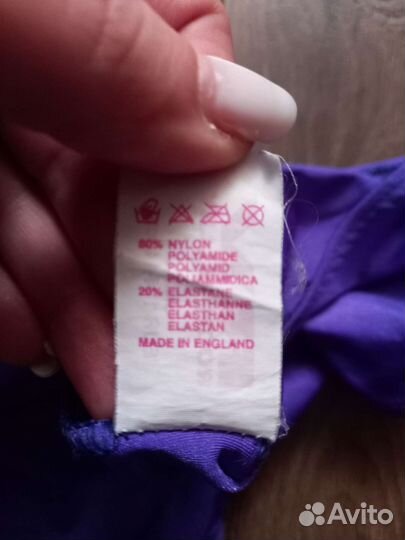 80% NYLON
POLYAMIDE
POLYAMID
POLIAMMIDICA
20% ELASTANE
ELASTHANNE
ELASTHAN
ELASTAN
MADE IN ENGLAND
Avito